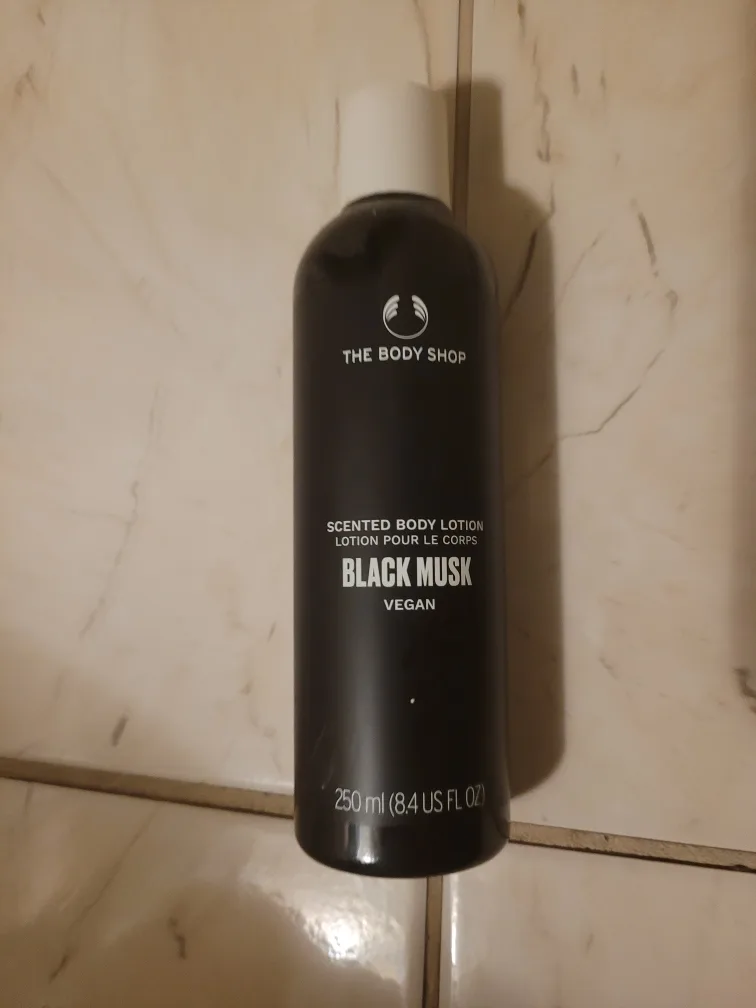 THE BODY SHOP
SCENTED BODY LOTION
LOTION POUR LE CORPS
BLACK MUSK
VEGAN
250 ml (8.4 US FL OZ)